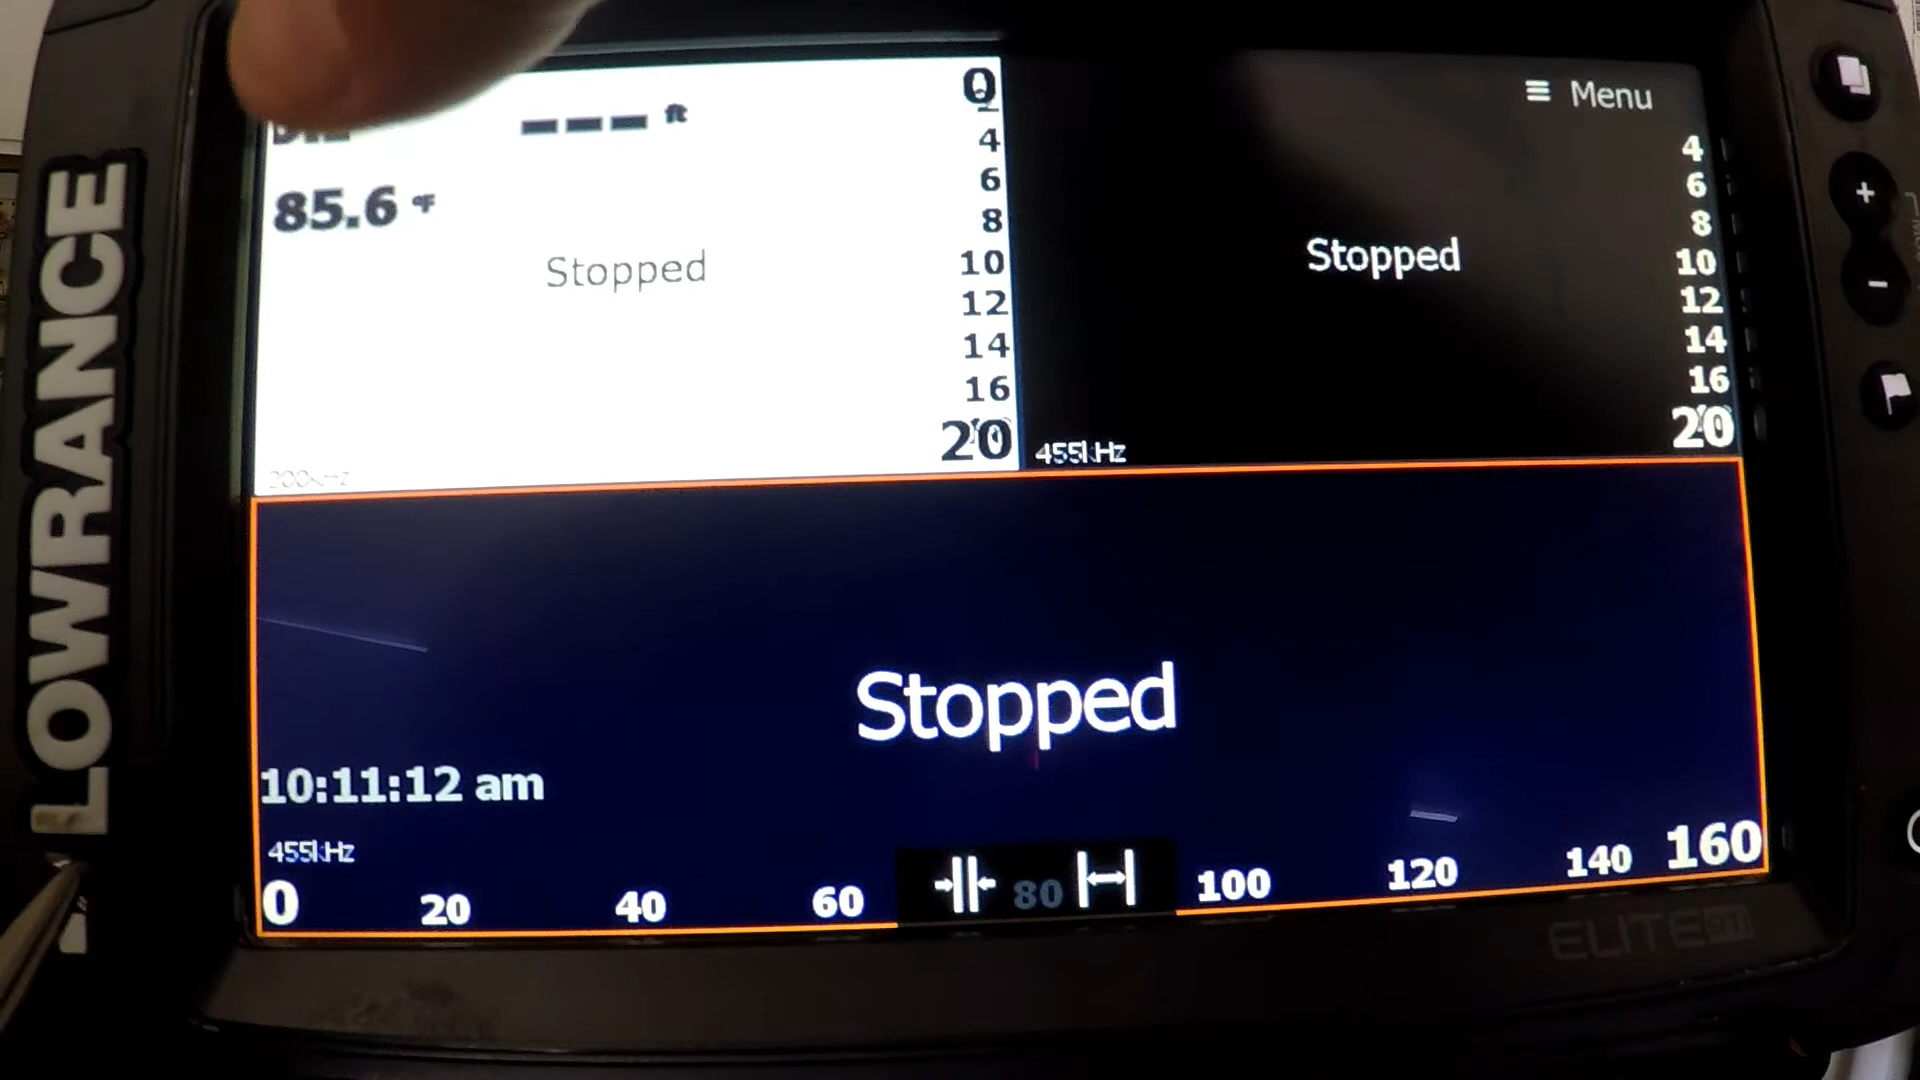 LOWRANCE
--- ft
85.6 °F
Stopped
0
4
6
8
10
12
14
16
20
200kHz
Menu
Stopped
4
6
8
10
12
14
16
20
455kHz
Stopped
10:11:12 am
455kHz
0 20 40 60 80 100 120 140 160
ELITE